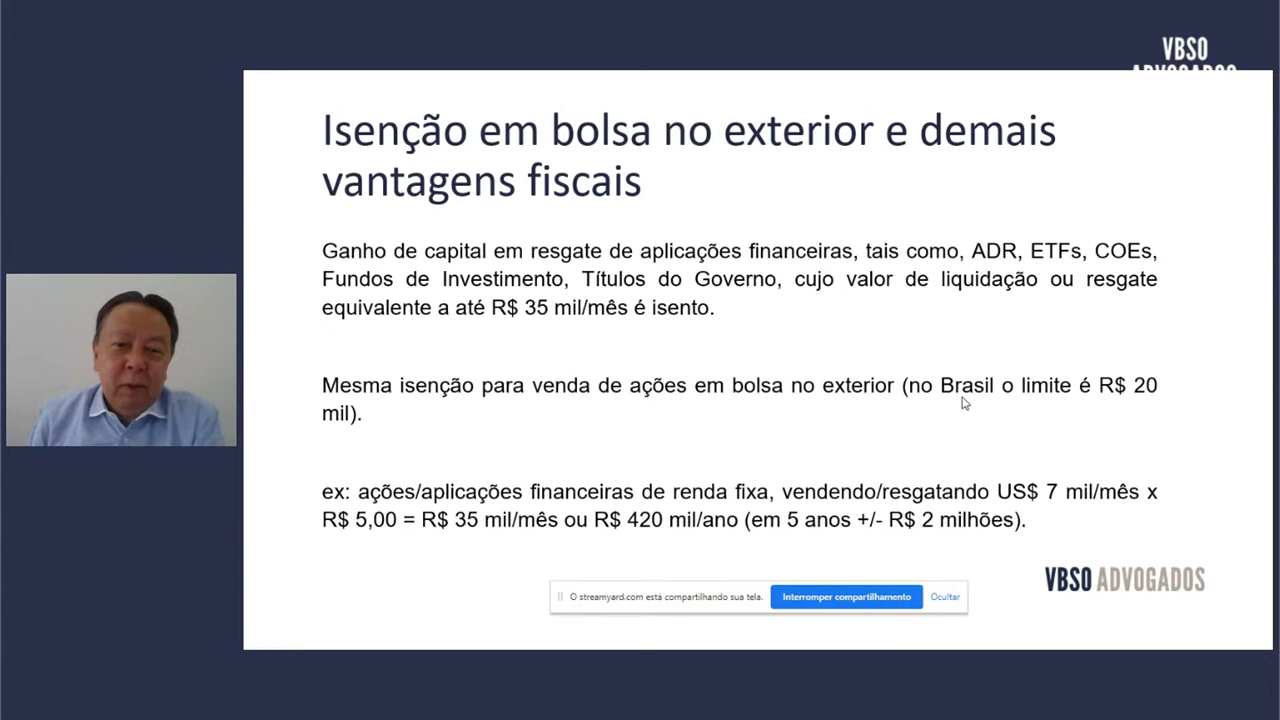 VBSO
ADVOGADOS
Isenção em bolsa no exterior e demais
vantagens fiscais
Ganho de capital em resgate de aplicações financeiras, tais como, ADR, ETFs, COEs,
Fundos de Investimento, Títulos do Governo, cujo valor de liquidação ou resgate
equivalente a até R$ 35 mil/mês é isento.
Mesma isenção para venda de ações em bolsa no exterior (no Brasil o limite é R$ 20
mil).
ex: ações/aplicações financeiras de renda fixa, vendendo/resgatando US$ 7 mil/mês x
R$ 5,00 = R$ 35 mil/mês ou R$ 420 mil/ano (em 5 anos +/- R$ 2 milhões).
VBSO ADVOGADOS
O streamyard.com está compartilhando sua tela. Interromper compartilhamento Ocultar